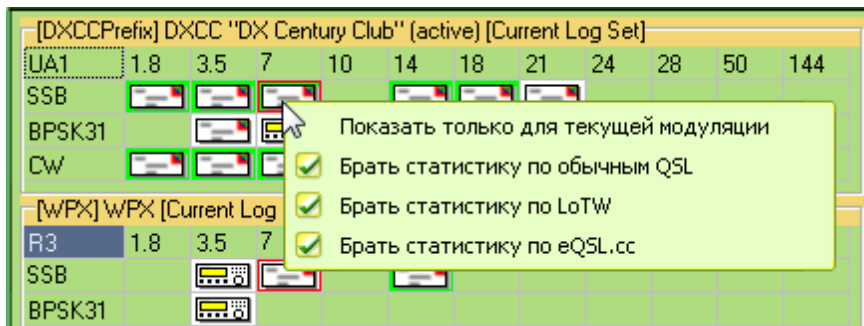 [DXCCPrefix] DXCC "DX Century Club" (active) [Current Log Set]
UA1 1.8 3.5 7 10 14 18 21 24 28 50 144
SSB
BPSK31
CW
Показать только для текущей модуляции
Брать статистику по обычным QSL
Брать статистику по LoTW
Брать статистику по eQSL.cc
[WPX] WPX [Current Log
R3 1.8 3.5 7
SSB
BPSK31